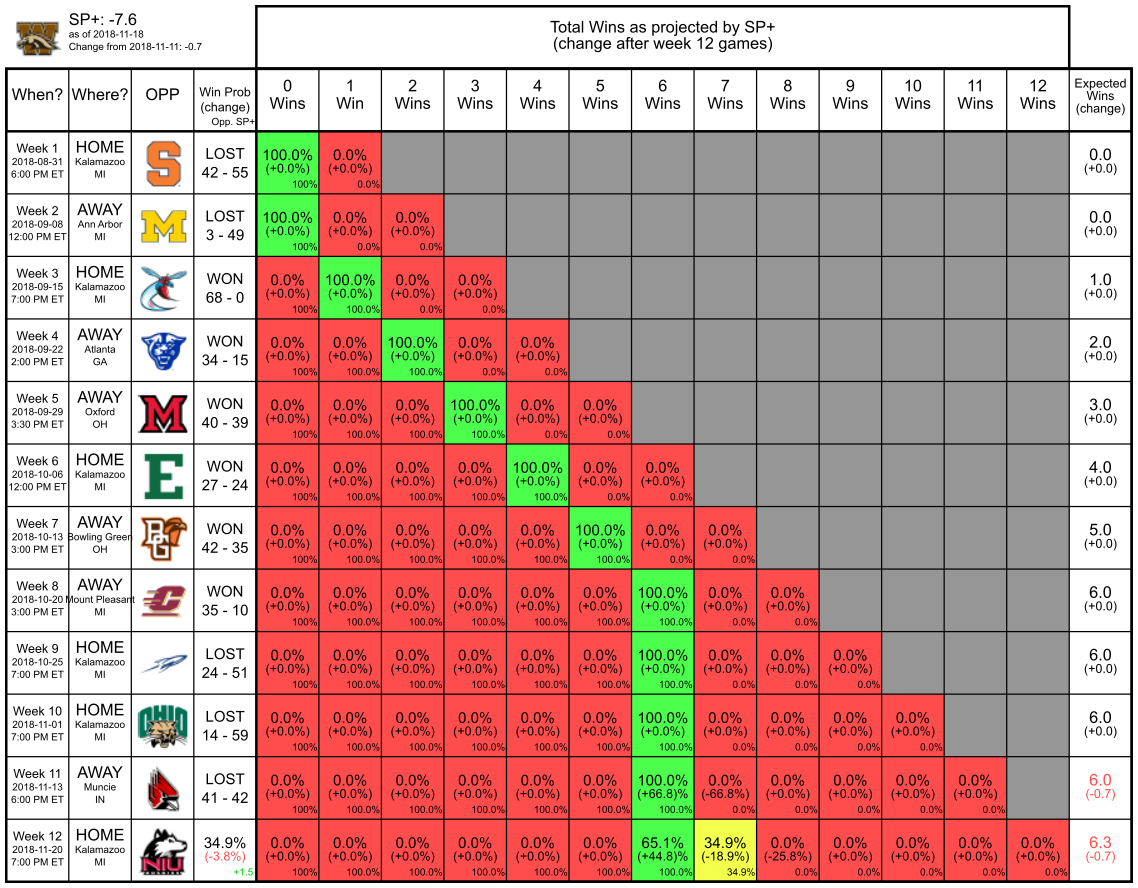 SP+: -7.6
as of 2018-11-18
Change from 2018-11-11: -0.7
Total Wins as projected by SP+
(change after week 12 games)
When? Where? OPP Win Prob (change) Opp. SP+ 0 Wins 1 Win 2 Wins 3 Wins 4 Wins 5 Wins 6 Wins 7 Wins 8 Wins 9 Wins 10 Wins 11 Wins 12 Wins Expected Wins (change)
Week 1 HOME S LOST 100.0% 0.0% 0.0
2018-08-31 Kalamazoo (+0.0%) (+0.0%) (+0.0)
6:00 PM ET MI 42 - 55 100% 0.0%
Week 2 AWAY M LOST 100.0% 0.0% 0.0% 0.0
2018-09-08 Ann Arbor (+0.0%) (+0.0%) (+0.0%) (+0.0)
12:00 PM ET MI 3 - 49 100% 0.0% 0.0%
Week 3 HOME WON 0.0% 100.0% 0.0% 0.0% 1.0
2018-09-15 Kalamazoo (+0.0%) (+0.0%) (+0.0%) (+0.0%) (+0.0)
7:00 PM ET MI 68 - 0 100% 100.0% 0.0% 0.0%
Week 4 AWAY WON 0.0% 0.0% 100.0% 0.0% 0.0% 2.0
2018-09-22 Atlanta (+0.0%) (+0.0%) (+0.0%) (+0.0%) (+0.0%) (+0.0)
2:00 PM ET GA 34 - 15 100% 100.0% 100.0% 0.0% 0.0%
Week 5 AWAY M WON 0.0% 0.0% 0.0% 100.0% 0.0% 0.0% 3.0
2018-09-29 Oxford (+0.0%) (+0.0%) (+0.0%) (+0.0%) (+0.0%) (+0.0%) (+0.0)
3:30 PM ET OH 40 - 39 100% 100.0% 100.0% 100.0% 0.0% 0.0%
Week 6 HOME E WON 0.0% 0.0% 0.0% 0.0% 100.0% 0.0% 0.0% 4.0
2018-10-06 Kalamazoo (+0.0%) (+0.0%) (+0.0%) (+0.0%) (+0.0%) (+0.0%) (+0.0%) (+0.0)
12:00 PM ET MI 27 - 24 100% 100.0% 100.0% 100.0% 100.0% 0.0% 0.0%
Week 7 AWAY BG WON 0.0% 0.0% 0.0% 0.0% 0.0% 100.0% 0.0% 0.0% 5.0
2018-10-13 Bowling Green (+0.0%) (+0.0%) (+0.0%) (+0.0%) (+0.0%) (+0.0%) (+0.0%) (+0.0%) (+0.0)
3:00 PM ET OH 42 - 35 100% 100.0% 100.0% 100.0% 100.0% 100.0% 0.0% 0.0%
Week 8 AWAY C WON 0.0% 0.0% 0.0% 0.0% 0.0% 0.0% 100.0% 0.0% 0.0% 6.0
2018-10-20 Mount Pleasant (+0.0%) (+0.0%) (+0.0%) (+0.0%) (+0.0%) (+0.0%) (+0.0%) (+0.0%) (+0.0%) (+0.0)
3:00 PM ET MI 35 - 10 100% 100.0% 100.0% 100.0% 100.0% 100.0% 100.0% 0.0% 0.0%
Week 9 HOME LOST 0.0% 0.0% 0.0% 0.0% 0.0% 0.0% 100.0% 0.0% 0.0% 0.0% 6.0
2018-10-25 Kalamazoo (+0.0%) (+0.0%) (+0.0%) (+0.0%) (+0.0%) (+0.0%) (+0.0%) (+0.0%) (+0.0%) (+0.0%) (+0.0)
7:00 PM ET MI 24 - 51 100% 100.0% 100.0% 100.0% 100.0% 100.0% 100.0% 0.0% 0.0% 0.0%
Week 10 HOME OHIO LOST 0.0% 0.0% 0.0% 0.0% 0.0% 0.0% 100.0% 0.0% 0.0% 0.0% 0.0% 6.0
2018-11-01 Kalamazoo (+0.0%) (+0.0%) (+0.0%) (+0.0%) (+0.0%) (+0.0%) (+0.0%) (+0.0%) (+0.0%) (+0.0%) (+0.0%) (+0.0)
7:00 PM ET MI 14 - 59 100% 100.0% 100.0% 100.0% 100.0% 100.0% 100.0% 0.0% 0.0% 0.0% 0.0%
Week 11 AWAY LOST 0.0% 0.0% 0.0% 0.0% 0.0% 0.0% 100.0% 0.0% 0.0% 0.0% 0.0% 0.0% 6.0
2018-11-13 Muncie (+0.0%) (+0.0%) (+0.0%) (+0.0%) (+0.0%) (+0.0%) (+66.8)% (-66.8%) (+0.0%) (+0.0%) (+0.0%) (+0.0%) (-0.7)
6:00 PM ET IN 41 - 42 100% 100.0% 100.0% 100.0% 100.0% 100.0% 100.0% 0.0% 0.0% 0.0% 0.0% 0.0%
Week 12 HOME NIU 34.9% 0.0% 0.0% 0.0% 0.0% 0.0% 0.0% 65.1% 34.9% 0.0% 0.0% 0.0% 0.0% 0.0% 6.3
2018-11-20 Kalamazoo (-3.8%) (+0.0%) (+0.0%) (+0.0%) (+0.0%) (+0.0%) (+0.0%) (+44.8)% (-18.9%) (-25.8%) (+0.0%) (+0.0%) (+0.0%) (+0.0%) (-0.7)
7:00 PM ET MI +1.5 100% 100.0% 100.0% 100.0% 100.0% 100.0% 100.0% 34.9% 0.0% 0.0% 0.0% 0.0% 0.0%